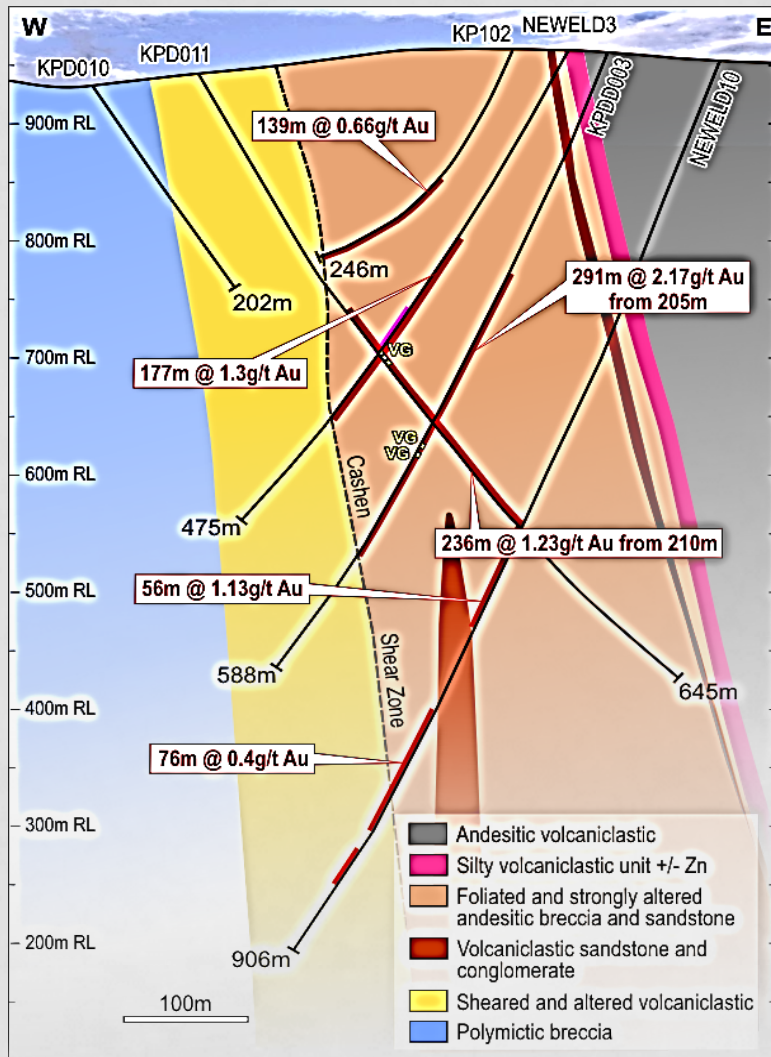 W
E
KPD010
KPD011
KP102
NEWELD3
KPDD003
NEWELD10
900m RL
800m RL
700m RL
600m RL
500m RL
400m RL
300m RL
200m RL
139m @ 0.66g/t Au
246m
202m
291m @ 2.17g/t Au
from 205m
177m @ 1.3g/t Au
VG
VG
VG
Cashen
Shear Zone
475m
236m @ 1.23g/t Au from 210m
56m @ 1.13g/t Au
588m
645m
76m @ 0.4g/t Au
906m
100m
Andesitic volcaniclastic
Silty volcaniclastic unit +/- Zn
Foliated and strongly altered
andesitic breccia and sandstone
Volcaniclastic sandstone and
conglomerate
Sheared and altered volcaniclastic
Polymictic breccia